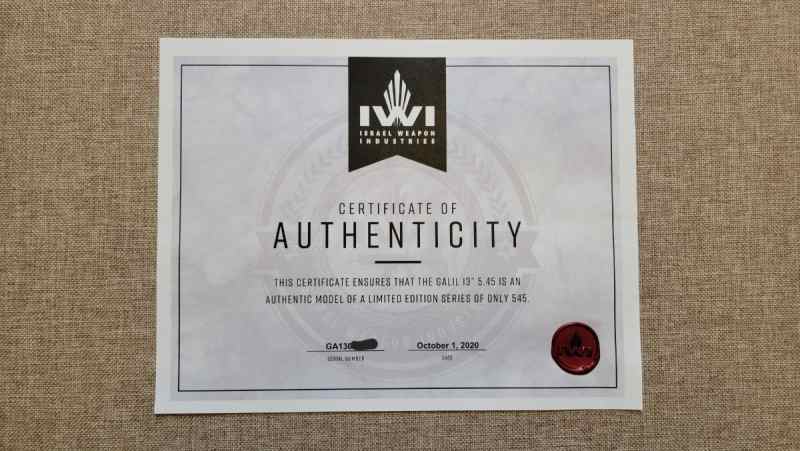 IWI
ISRAEL WEAPON
INDUSTRIES
CERTIFICATE OF
AUTHENTICITY
THIS CERTIFICATE ENSURES THAT THE GALIL 13" 5.45 IS AN
AUTHENTIC MODEL OF A LIMITED EDITION SERIES OF ONLY 545.
GA13 October 1, 2020
SERIAL NUMBER DATE
IWI